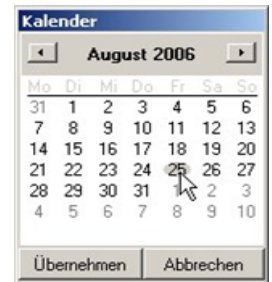 Kalender
August 2006
Mo Di Mi Do Fr Sa So
31 1 2 3 4 5 6
7 8 9 10 11 12 13
14 15 16 17 18 19 20
21 22 23 24 25 26 27
28 29 30 31 1 2 3
4 5 6 7 8 9 10
Übernehmen Abbrechen